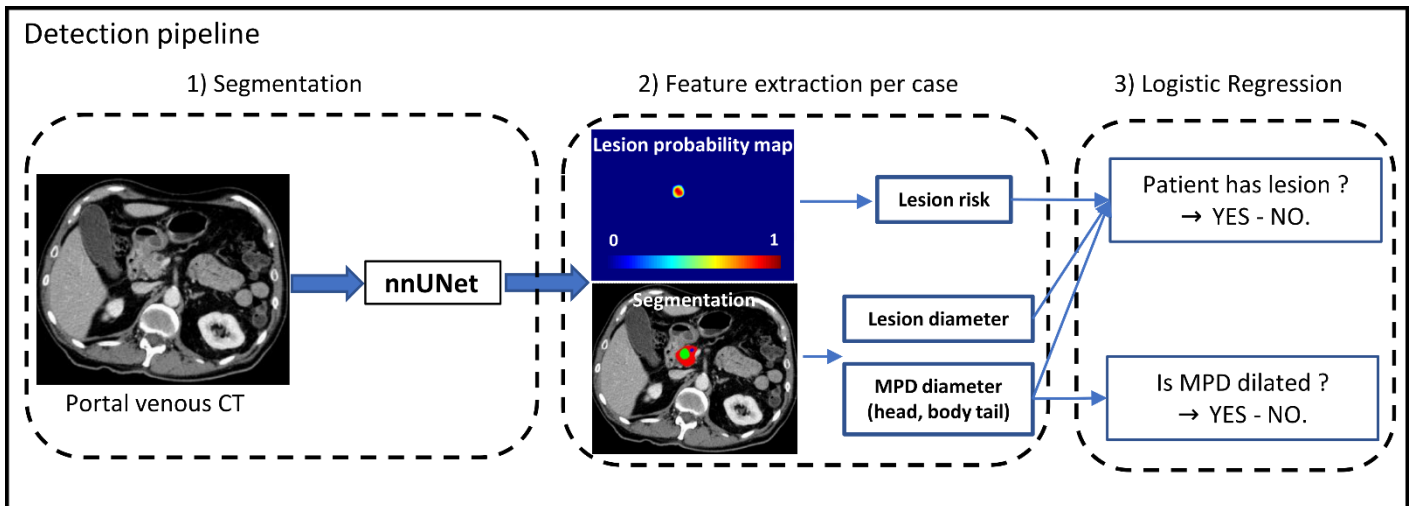 Detection pipeline
1) Segmentation
2) Feature extraction per case
3) Logistic Regression
Portal venous CT
nnUNet
Lesion probability map
0 1
Segmentation
Lesion risk
Lesion diameter
MPD diameter
(head, body tail)
Patient has lesion ?
→ YES - NO.
Is MPD dilated ?
→ YES - NO.